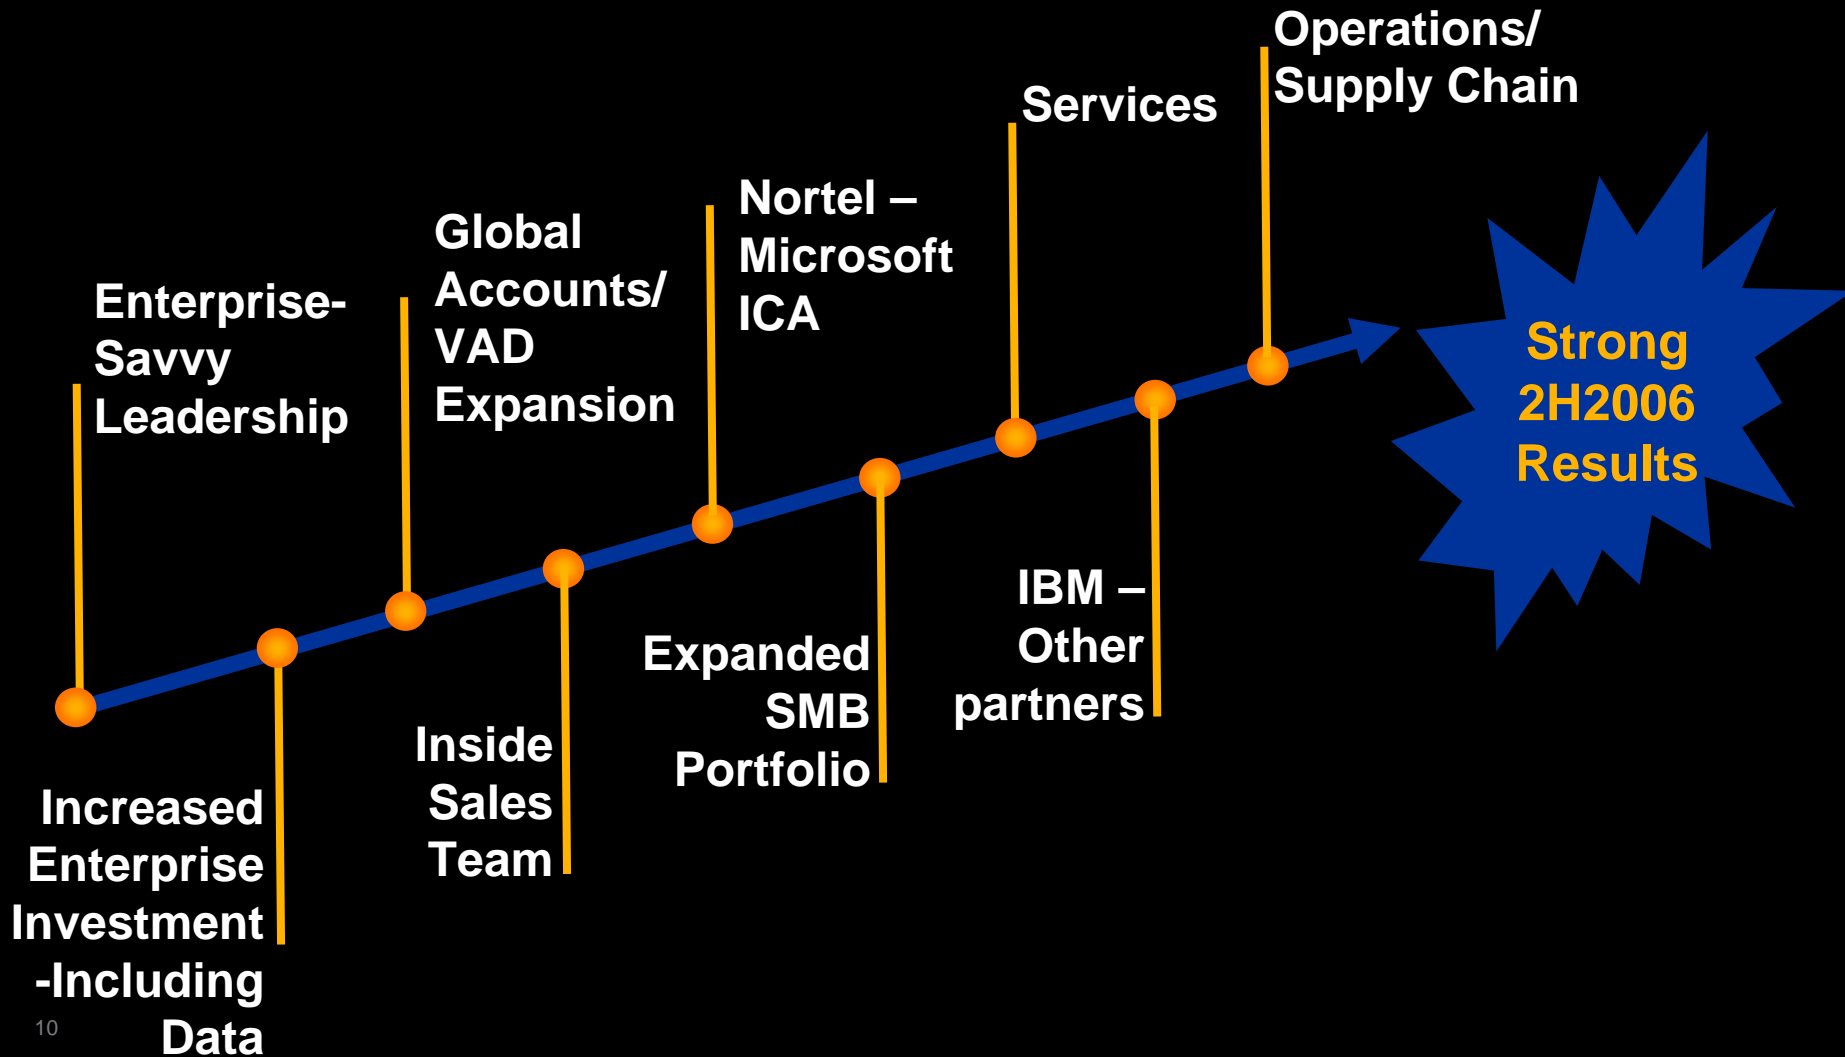 Operations/
Supply Chain
Services
Nortel –
Microsoft
ICA
Global
Accounts/
VAD
Expansion
Enterprise-
Savvy
Leadership
Strong
2H2006
Results
IBM –
Other
partners
Expanded
SMB
Portfolio
Inside
Sales
Team
Increased
Enterprise
Investment
-Including
Data
10